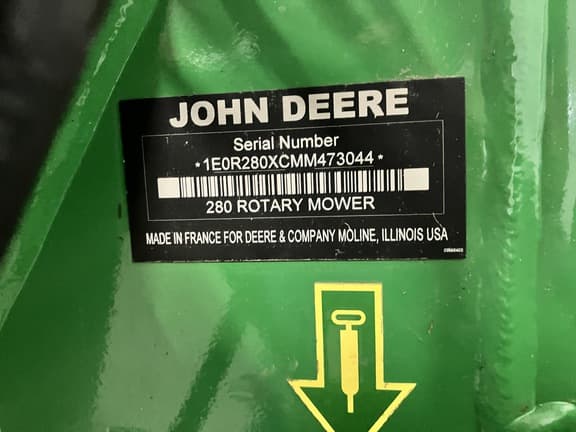 JOHN DEERE
Serial Number
*1E0R280XCMM473044*
280 ROTARY MOWER
MADE IN FRANCE FOR DEERE & COMPANY MOLINE, ILLINOIS USA